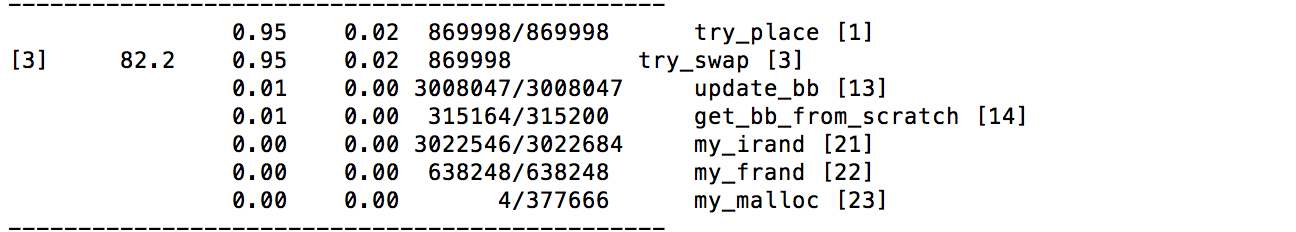 -----------------------------------------------
                0.95    0.02  869998/869998      try_place [1]
[3]     82.2    0.95    0.02  869998         try_swap [3]
                0.01    0.00 3008047/3008047     update_bb [13]
                0.01    0.00  315164/315200      get_bb_from_scratch [14]
                0.00    0.00 3022546/3022684     my_irand [21]
                0.00    0.00  638248/638248      my_frand [22]
                0.00    0.00       4/377666      my_malloc [23]
-----------------------------------------------